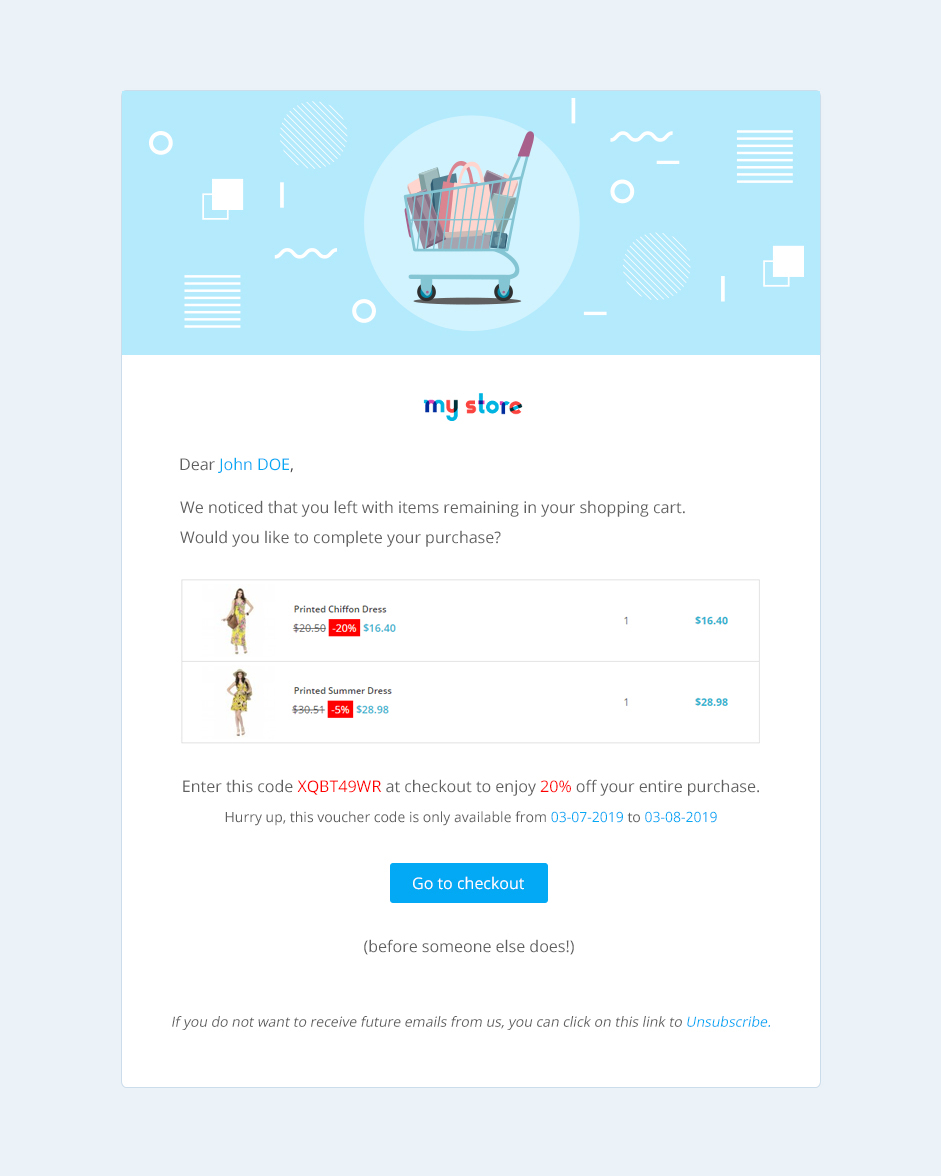 my store
Dear John DOE,
We noticed that you left with items remaining in your shopping cart.
Would you like to complete your purchase?
Printed Chiffon Dress
$20.50 -20% $16.40 1 $16.40
Printed Summer Dress
$30.51 -5% $28.98 1 $28.98
Enter this code XQBT49WR at checkout to enjoy 20% off your entire purchase.
Hurry up, this voucher code is only available from 03-07-2019 to 03-08-2019
Go to checkout
(before someone else does!)
If you do not want to receive future emails from us, you can click on this link to Unsubscribe.